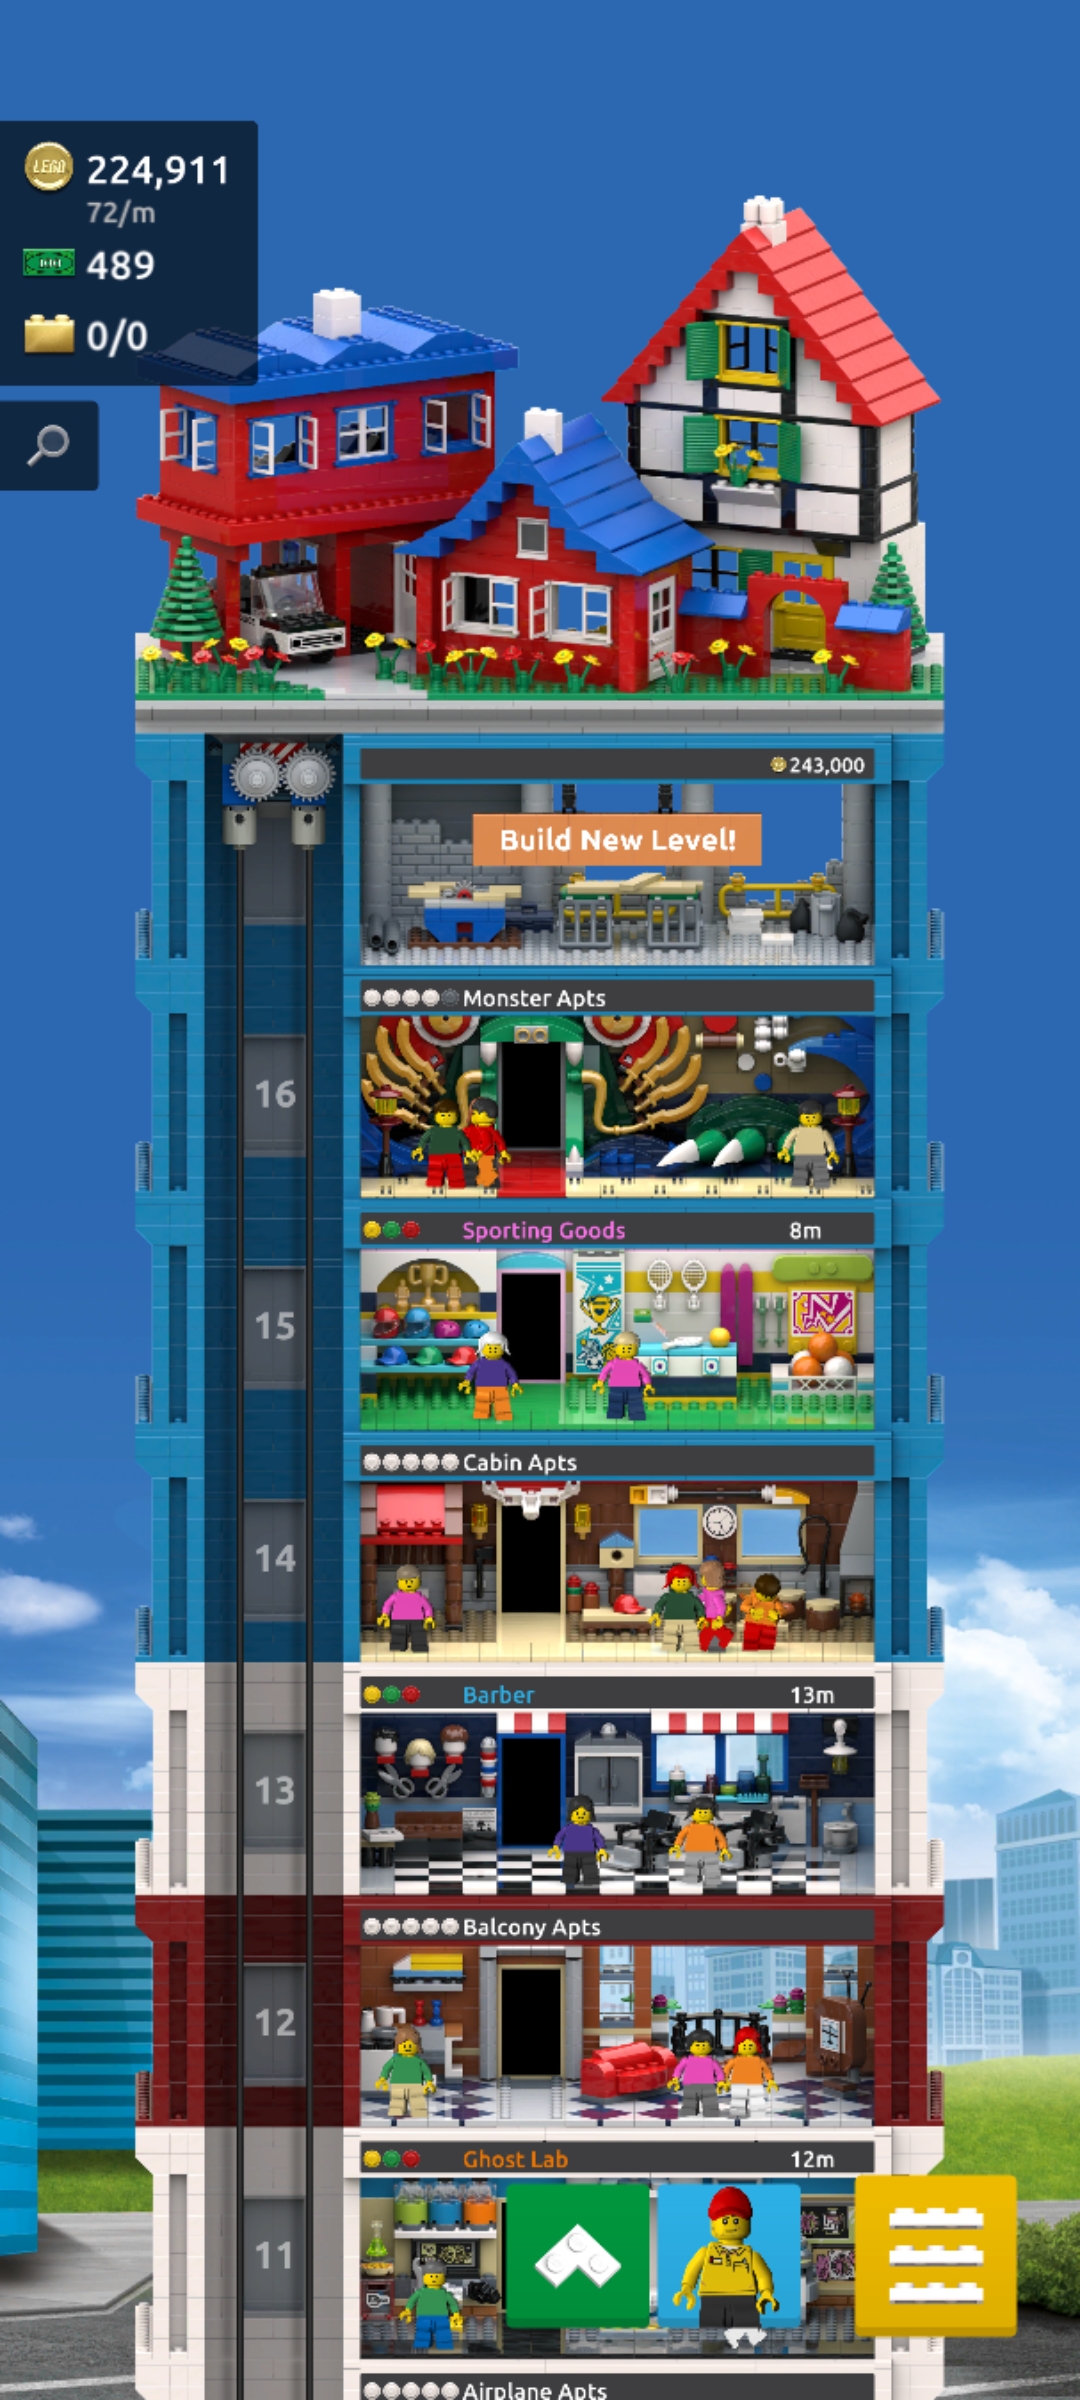 LEGO 224,911
72/m
489
0/0
243,000
Build New Level!
Monster Apts
16
Sporting Goods 8m
15
N
Cabin Apts
14
Barber 13m
13
Balcony Apts
12
Ghost Lab 12m
11
Airplane Apts